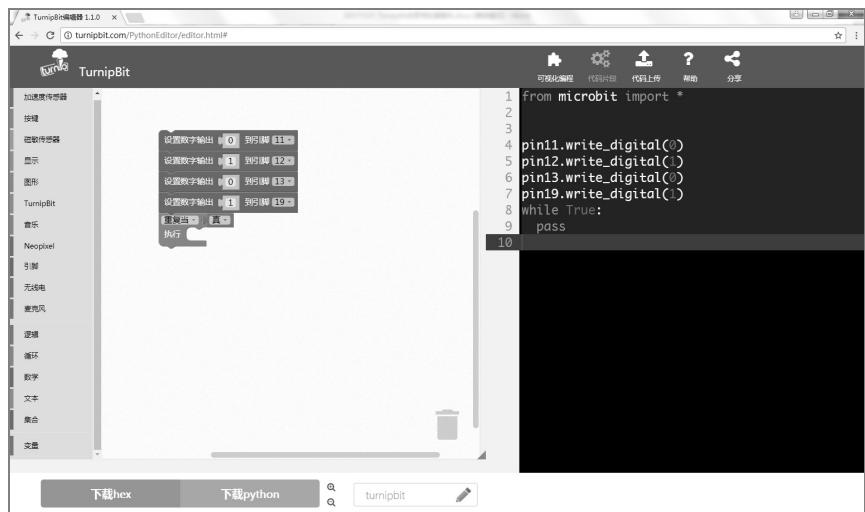 TurnipBit编辑器 1.1.0
turnipbit.com/PythonEditor/editor.html#
turnip
TurnipBit
可视化编程
代码片段
代码上传
帮助
分享
加速度传感器
按键
磁敏传感器
显示
图形
TurnipBit
音乐
Neopixel
引脚
无线电
麦克风
逻辑
循环
数学
文本
集合
变量
设置数字输出 0 到引脚 11
设置数字输出 1 到引脚 12
设置数字输出 0 到引脚 13
设置数字输出 1 到引脚 19
重复当 真
执行
1 from microbit import *
2
3
4 pin11.write_digital(0)
5 pin12.write_digital(1)
6 pin13.write_digital(0)
7 pin19.write_digital(1)
8 while True:
9 pass
10
下载hex
下载python
turnipbit